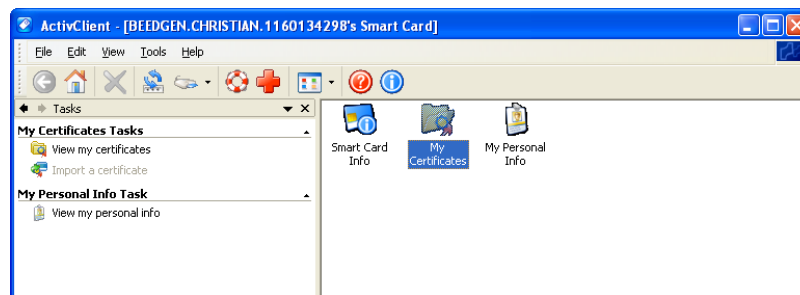 ActivClient - [BEEDGEN.CHRISTIAN.1160134298's Smart Card]
File Edit View Tools Help
Tasks
My Certificates Tasks
View my certificates
Import a certificate
My Personal Info Task
View my personal info
Smart Card
Info
My
Certificates
My Personal
Info